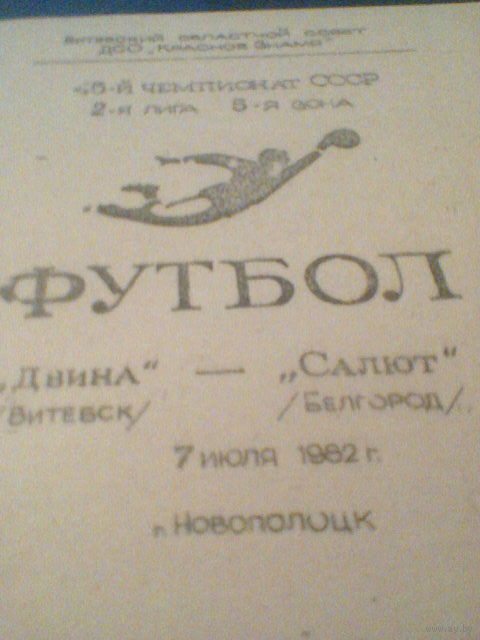 ВИТЕБСКИЙ ОБЛАСТНОЙ СОВЕТ
ДСО „КРАСНОЕ ЗНАМЯ"
45-Й ЧЕМПИОНАТ СССР
2-Я ЛИГА 5-Я ЗОНА
ФУТБОЛ
„ДВИНА" — „САЛЮТ"
/ВИТЕБСК/ /БЕЛГОРОД/
7 ИЮЛЯ 1982 г.
г. НОВОПОЛОЦК